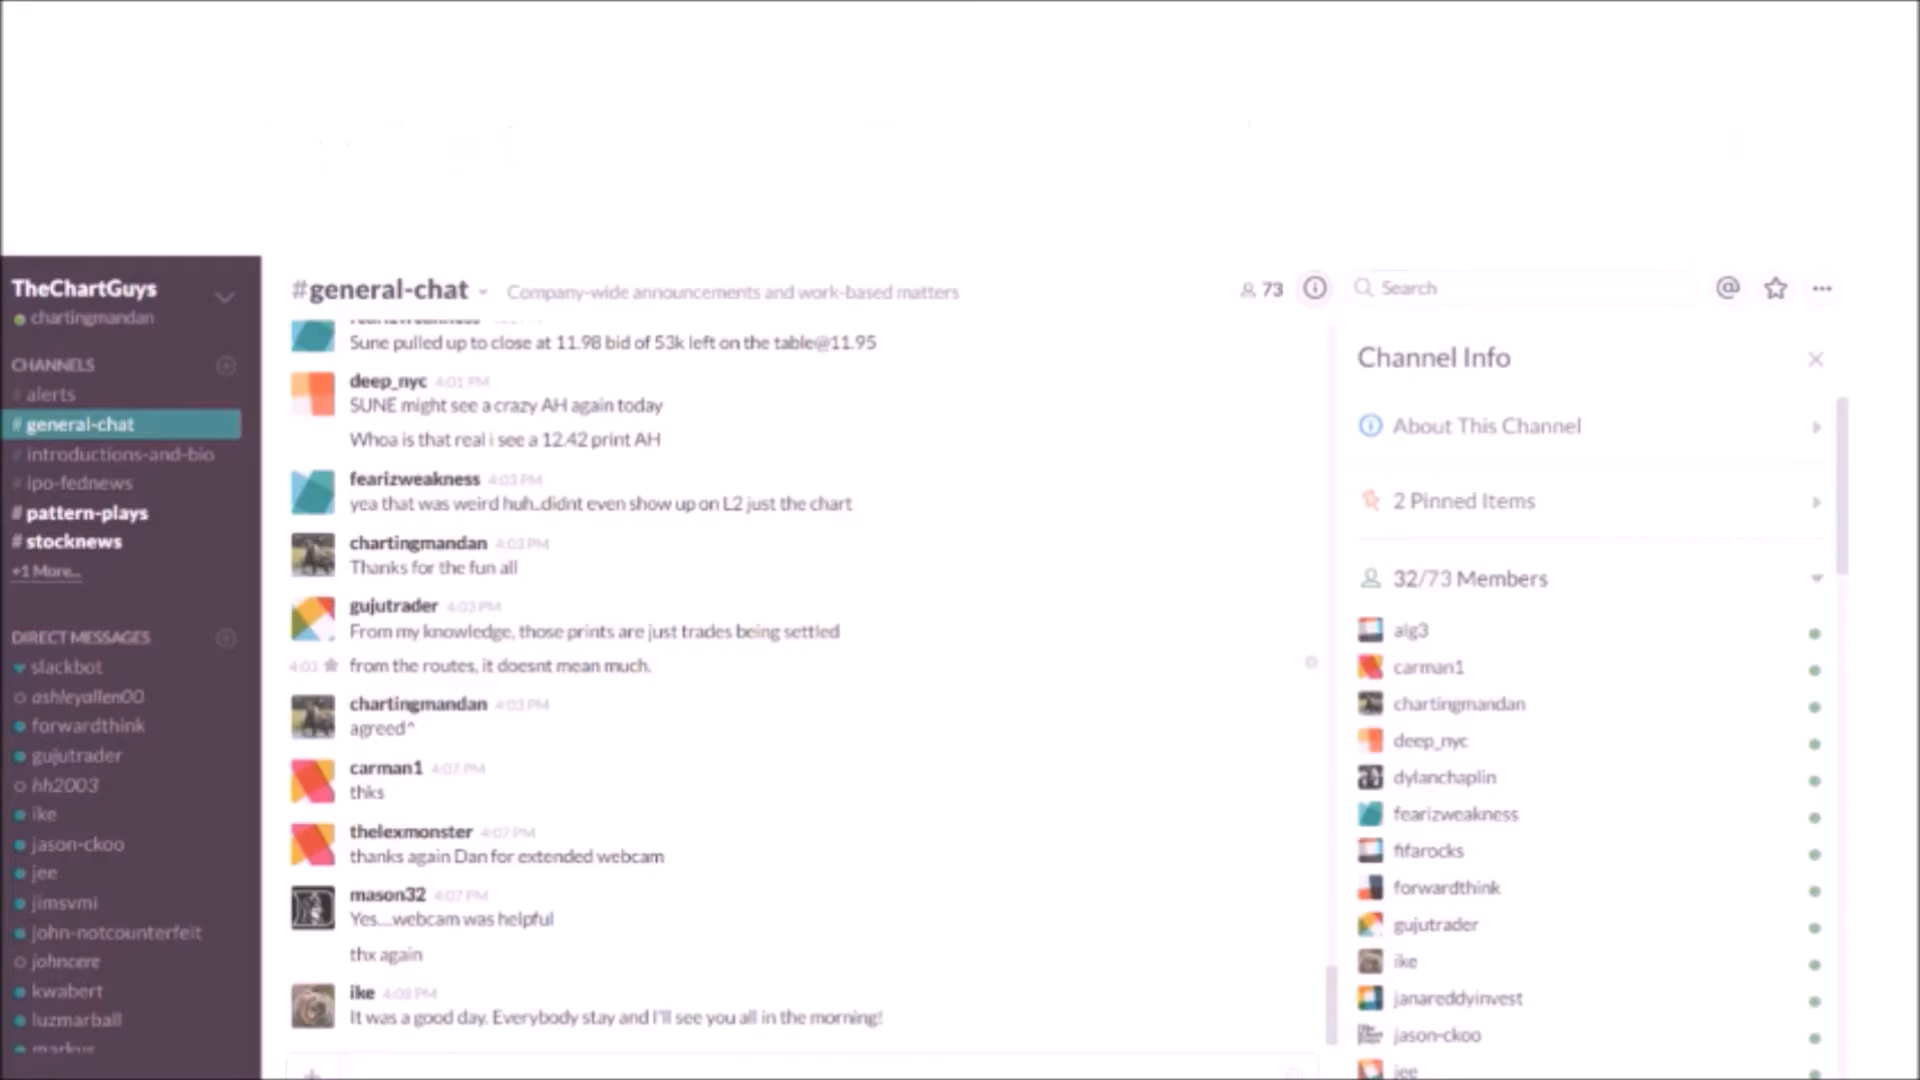 TheChartGuys
chartingmandan
CHANNELS
# alerts
# general-chat
# introductions-and-bio
# ipo-fednews
# pattern-plays
# stocknews
+1 More...
DIRECT MESSAGES
slackbot
ashleyallen00
forwardthink
gujutrader
hh2003
ike
jason-ckoo
jee
jimsvmi
john-notcounterfeit
johncere
kwabert
luzmarball
markus
#general-chat
Company-wide announcements and work-based matters
73
Search
fearizweakness
Sune pulled up to close at 11.98 bid of 53k left on the table@11.95
deep_nyc 4:01 PM
SUNE might see a crazy AH again today
Whoa is that real i see a 12.42 print AH
fearizweakness 4:03 PM
yea that was weird huh..didnt even show up on L2 just the chart
chartingmandan 4:03 PM
Thanks for the fun all
gujutrader 4:03 PM
From my knowledge, those prints are just trades being settled
4:03 from the routes, it doesnt mean much.
chartingmandan 4:03 PM
agreed^
carman1 4:07 PM
thks
thelexmonster 4:07 PM
thanks again Dan for extended webcam
mason32 4:07 PM
Yes....webcam was helpful
thx again
ike 4:08 PM
It was a good day. Everybody stay and I'll see you all in the morning!
Channel Info
About This Channel
2 Pinned Items
32/73 Members
alg3
carman1
chartingmandan
deep_nyc
dylanchaplin
fearizweakness
fifarocks
forwardthink
gujutrader
ike
janareddyinvest
jason-ckoo
jee